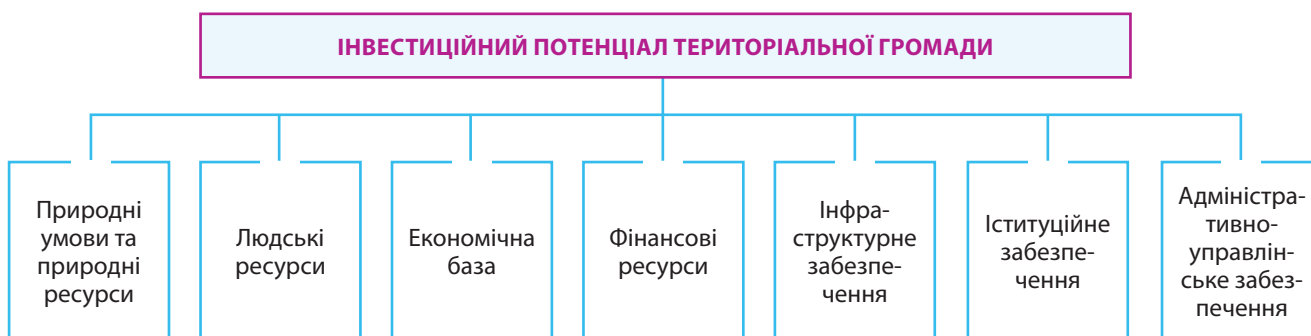 ІНВЕСТИЦІЙНИЙ ПОТЕНЦІАЛ ТЕРИТОРІАЛЬНОЇ ГРОМАДИ
Природні
умови та
природні
ресурси
Людські
ресурси
Економічна
база
Фінансові
ресурси
Інфра-
структурне
забезпе-
чення
Іституційне
забезпе-
чення
Адміністра-
тивно-
управлін-
ське забез-
печення